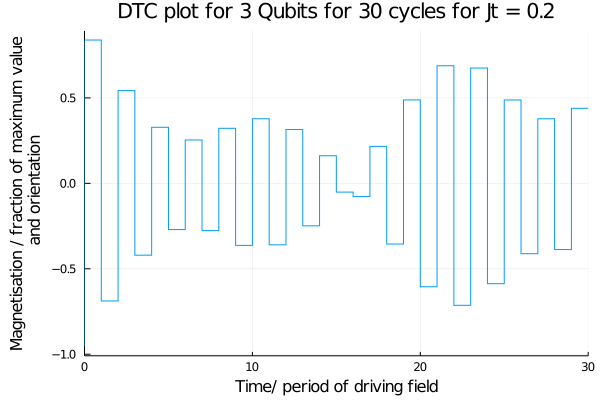 DTC plot for 3 Qubits for 30 cycles for Jt = 0.2
Magnetisation / fraction of maximum value
and orientation
0.5
0.0
−0.5
−1.0
0
10
20
30
Time/ period of driving field